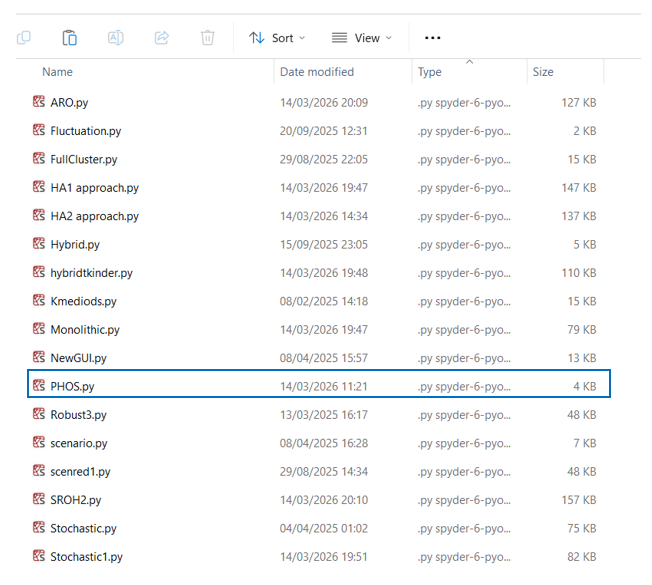 Sort View ...
Name Date modified Type Size
ARO.py 14/03/2026 20:09 .py spyder-6-pyo... 127 KB
Fluctuation.py 20/09/2025 12:31 .py spyder-6-pyo... 2 KB
FullCluster.py 29/08/2025 22:05 .py spyder-6-pyo... 15 KB
HA1 approach.py 14/03/2026 19:47 .py spyder-6-pyo... 147 KB
HA2 approach.py 14/03/2026 14:34 .py spyder-6-pyo... 137 KB
Hybrid.py 15/09/2025 23:05 .py spyder-6-pyo... 5 KB
hybridtkinder.py 14/03/2026 19:48 .py spyder-6-pyo... 110 KB
Kmediods.py 08/02/2025 14:18 .py spyder-6-pyo... 15 KB
Monolithic.py 14/03/2026 19:47 .py spyder-6-pyo... 79 KB
NewGUI.py 08/04/2025 15:57 .py spyder-6-pyo... 13 KB
PHOS.py 14/03/2026 11:21 .py spyder-6-pyo... 4 KB
Robust3.py 13/03/2025 16:17 .py spyder-6-pyo... 48 KB
scenario.py 08/04/2025 16:28 .py spyder-6-pyo... 7 KB
scenred1.py 29/08/2025 14:34 .py spyder-6-pyo... 48 KB
SROH2.py 14/03/2026 20:10 .py spyder-6-pyo... 157 KB
Stochastic.py 04/04/2025 01:02 .py spyder-6-pyo... 75 KB
Stochastic1.py 14/03/2026 19:51 .py spyder-6-pyo... 82 KB